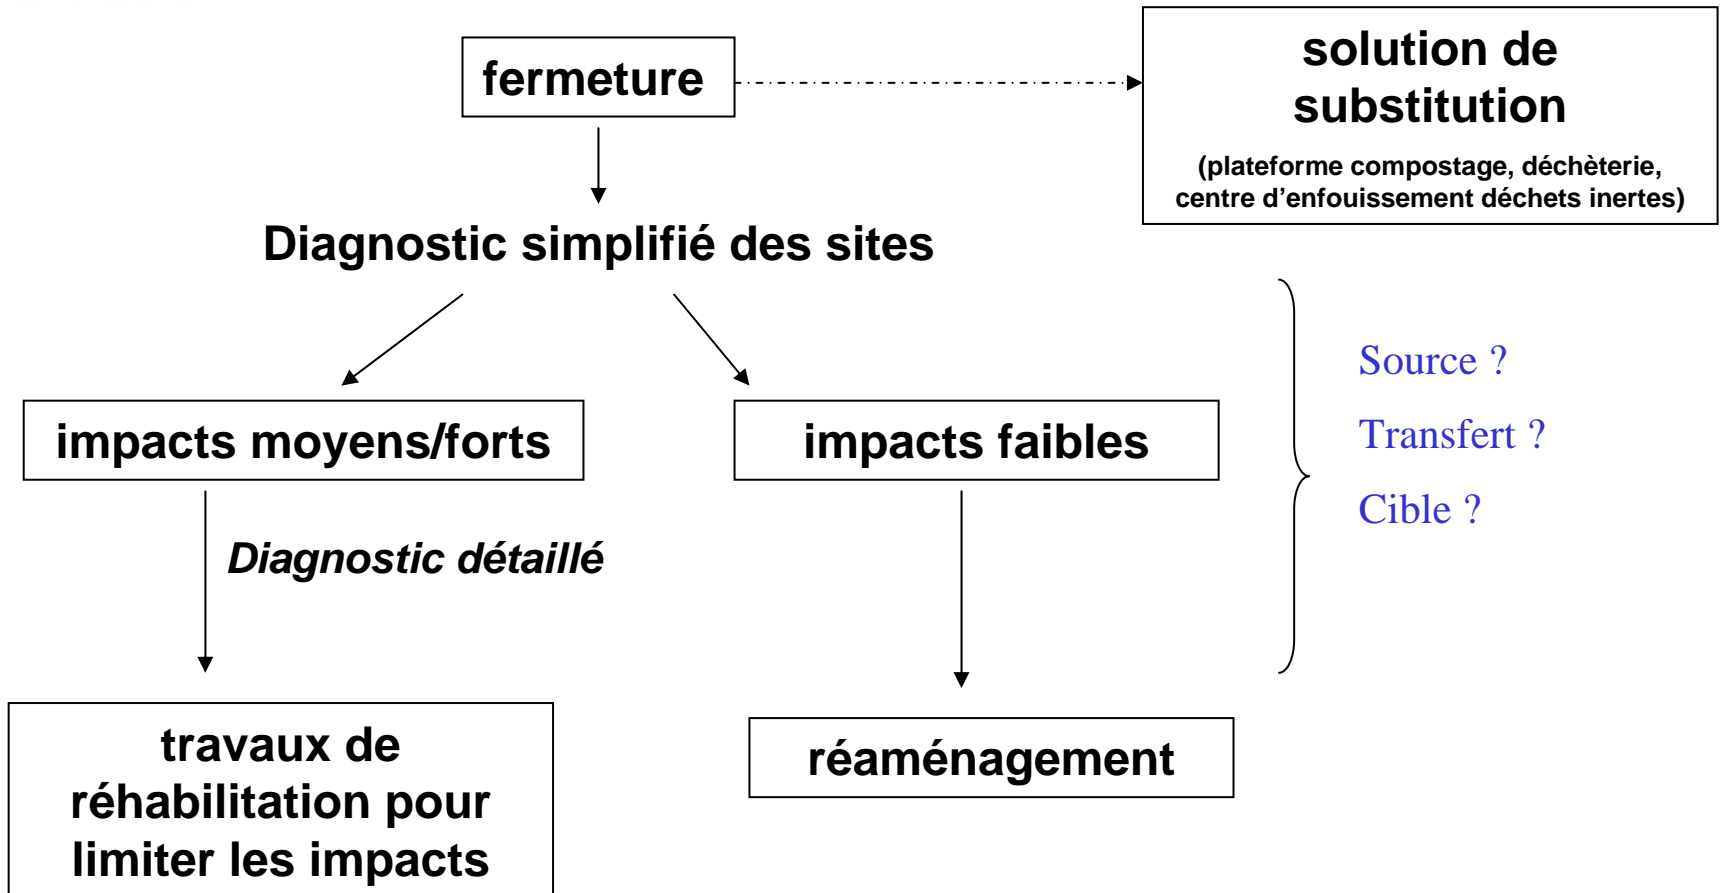 fermeture
solution de
substitution
(plateforme compostage, déchèterie,
centre d’enfouissement déchets inertes)
Diagnostic simplifié des sites
impacts moyens/forts
impacts faibles
Source ?
Transfert ?
Cible ?
Diagnostic détaillé
travaux de
réhabilitation pour
limiter les impacts
réaménagement